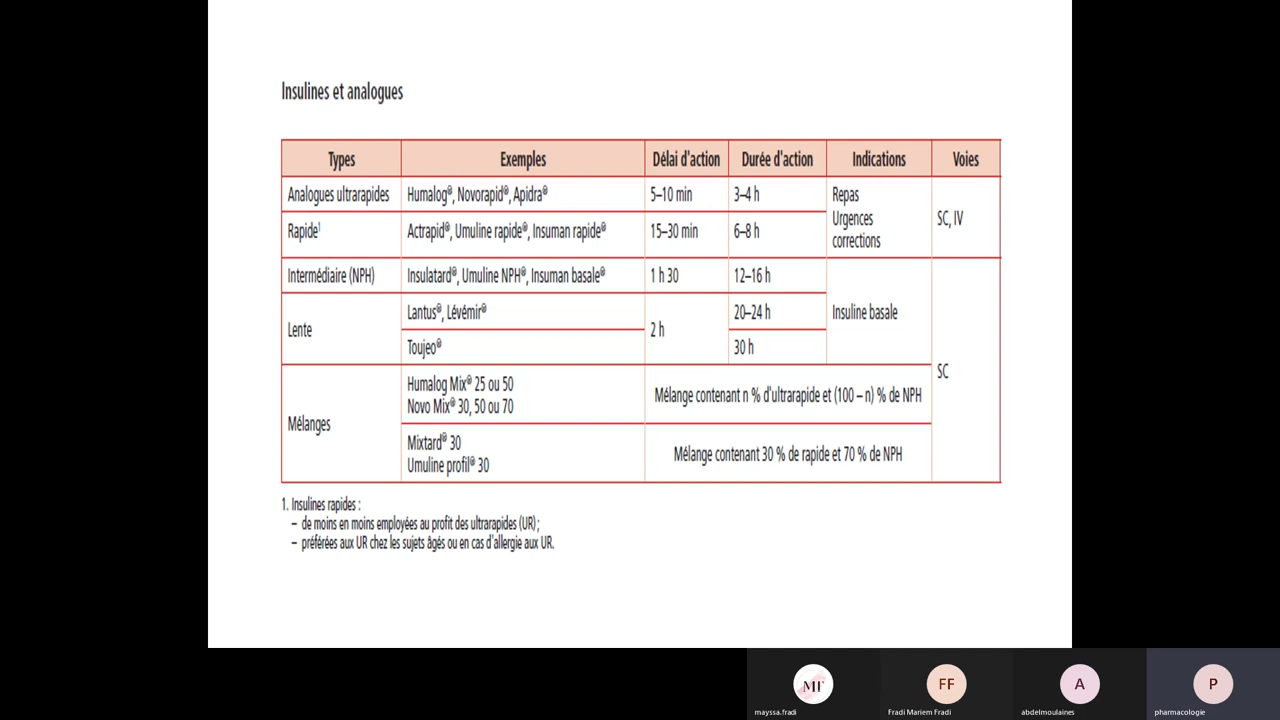 Insulines et analogues
Types Exemples Délai d'action Durée d'action Indications Voies
Analogues ultrarapides Humalog®, Novorapid®, Apidra® 5–10 min 3–4 h Repas
Urgences
corrections
SC, IV
Rapide¹ Actrapid®, Umuline rapide®, Insuman rapide® 15–30 min 6–8 h
Intermédiaire (NPH) Insulatard®, Umuline NPH®, Insuman basale® 1 h 30 12–16 h
Insuline basale
SC
Lente Lantus®, Lévémir® 2 h 20–24 h
Toujeo® 30 h
Mélanges
Humalog Mix® 25 ou 50
Novo Mix® 30, 50 ou 70
Mélange contenant n % d'ultrarapide et (100 – n) % de NPH
Mixtard® 30
Umuline profil® 30
Mélange contenant 30 % de rapide et 70 % de NPH
1. Insulines rapides :
– de moins en moins employées au profit des ultrarapides (UR) ;
– préférées aux UR chez les sujets âgés ou en cas d'allergie aux UR.
MF FF A P
mayssa.fradi Fradi Mariem Fradi abdelmoulaines pharmacologie